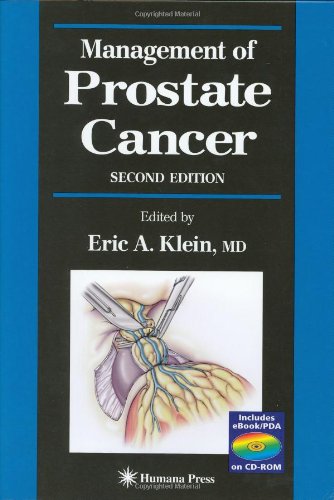 Management of
Prostate
Cancer
SECOND EDITION
Edited by
Eric A. Klein, MD
Includes
eBook/PDA
on CD-ROM
Humana Press